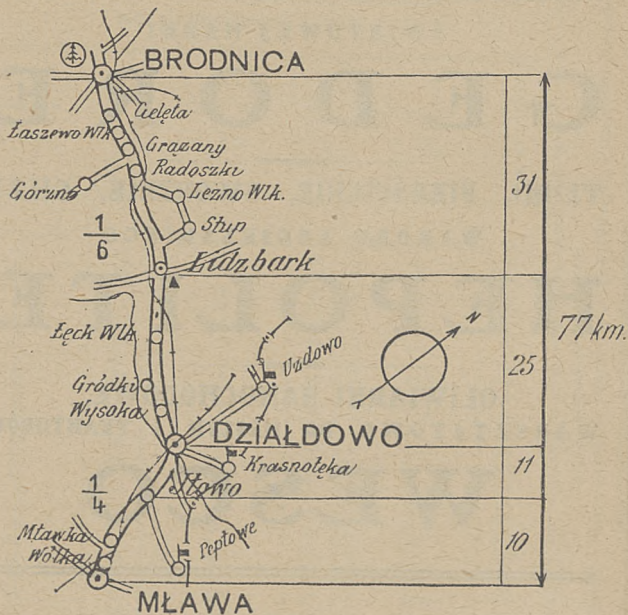 BRODNICA
Cielęta
Łaszewo Wlk
Grążany
Radoszki
Górzno
Leźno Wlk.
Słup
31
1
6
Lidzbark
77 km.
Łęck Wlk
N
Uzdowo
25
Gródki
Wysoka
DZIAŁDOWO
Krasnołęka
11
Iłowo
1
4
Mławka
Wólka
Pepłowe
10
MŁAWA